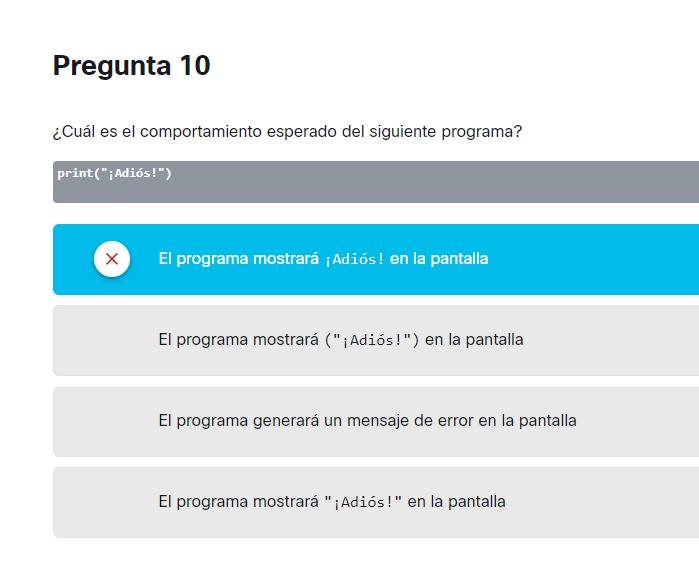 Pregunta 10
¿Cuál es el comportamiento esperado del siguiente programa?
print("¡Adiós!")
El programa mostrará ¡Adiós! en la pantalla
El programa mostrará ("¡Adiós!") en la pantalla
El programa generará un mensaje de error en la pantalla
El programa mostrará "¡Adiós!" en la pantalla